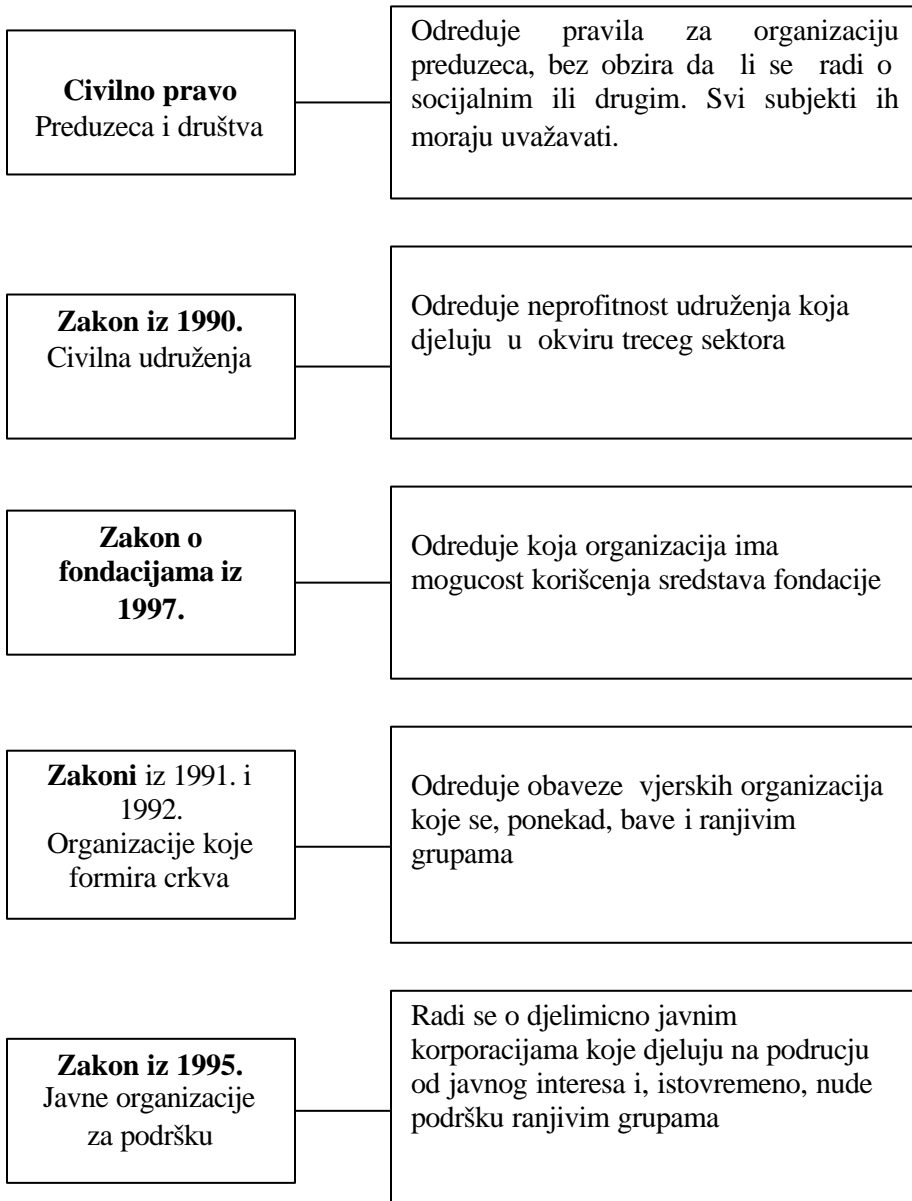 Civilno pravo
Preduzeca i društva
Odreduje pravila za organizaciju
preduzeca, bez obzira da li se radi o
socijalnim ili drugim. Svi subjekti ih
moraju uvažavati.
Zakon iz 1990.
Civilna udruženja
Odreduje neprofitnost udruženja koja
djeluju u okviru treceg sektora
Zakon o
fondacijama iz
1997.
Odreduje koja organizacija ima
mogucost korišcenja sredstava fondacije
Zakoni iz 1991. i
1992.
Organizacije koje
formira crkva
Odreduje obaveze vjerskih organizacija
koje se, ponekad, bave i ranjivim
grupama
Zakon iz 1995.
Javne organizacije
za podršku
Radi se o djelimicno javnim
korporacijama koje djeluju na podrucju
od javnog interesa i, istovremeno, nude
podršku ranjivim grupama